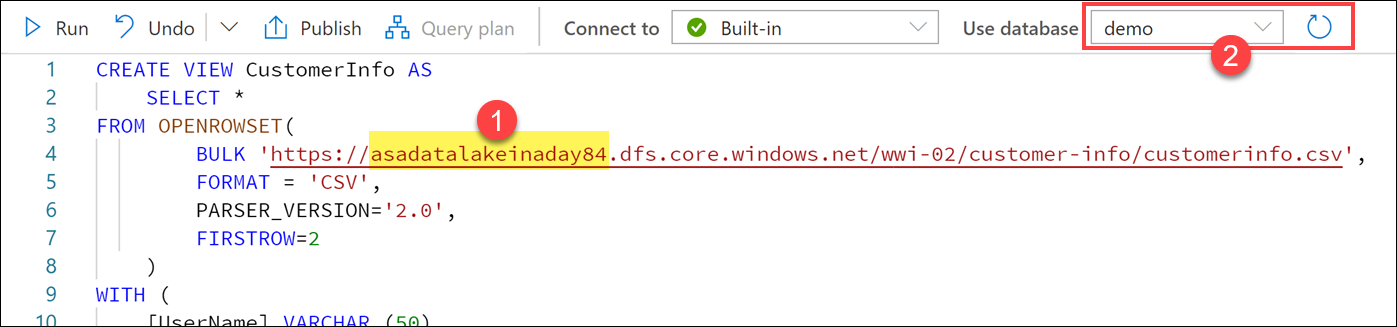 Run Undo Publish Query plan Connect to Built-in Use database demo
2
1 CREATE VIEW CustomerInfo AS
2 SELECT *
1
3 FROM OPENROWSET(
4 BULK 'https://asadatalakeinaday84.dfs.core.windows.net/wwi-02/customer-info/customerinfo.csv',
5 FORMAT = 'CSV',
6 PARSER_VERSION='2.0',
7 FIRSTROW=2
8 )
9 WITH (
10 [UserName] VARCHAR (50)